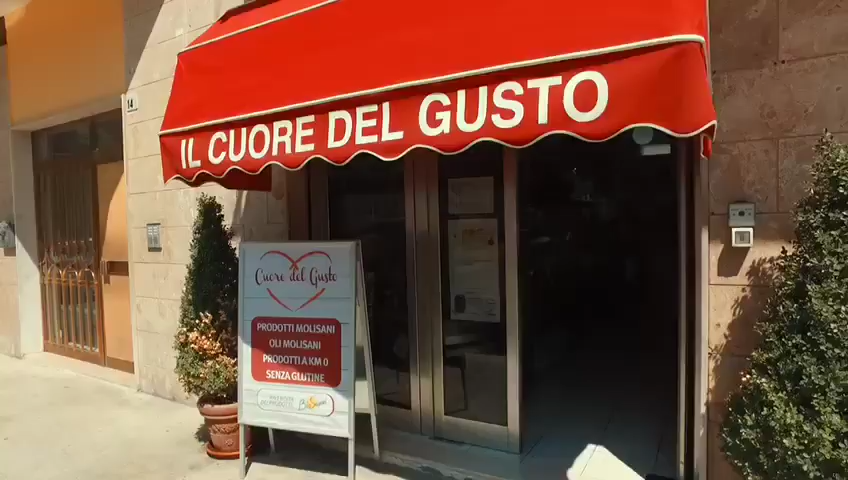 14
IL CUORE DEL GUSTO
Cuore del Gusto
PRODOTTI MOLISANI
OLI MOLISANI
PRODOTTI A KM 0
SENZA GLUTINE